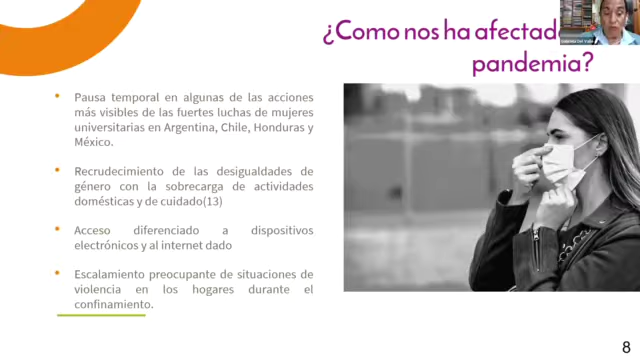 ¿Como nos ha afectado
pandemia?
• Pausa temporal en algunas de las acciones
más visibles de las fuertes luchas de mujeres
universitarias en Argentina, Chile, Honduras y
México.
• Recrudecimiento de las desigualdades de
género con la sobrecarga de actividades
domésticas y de cuidado(13)
• Acceso diferenciado a dispositivos
electrónicos y al internet dado
• Escalamiento preocupante de situaciones de
violencia en los hogares durante el
confinamiento.
8